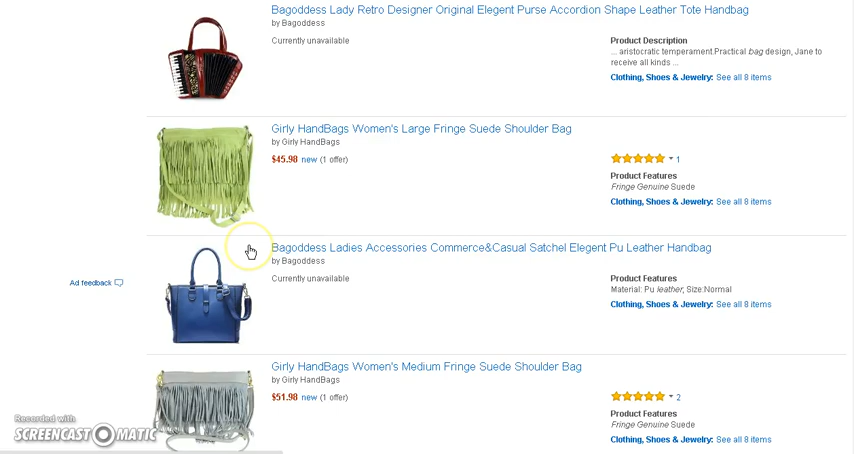 Bagoddess Lady Retro Designer Original Elegent Purse Accordion Shape Leather Tote Handbag
by Bagoddess
Currently unavailable
Product Description
... aristocratic temperament.Practical bag design, Jane to
receive all kinds ...
Clothing, Shoes & Jewelry: See all 8 items
Girly HandBags Women's Large Fringe Suede Shoulder Bag
by Girly HandBags
$45.98 new (1 offer)
1
Product Features
Fringe Genuine Suede
Clothing, Shoes & Jewelry: See all 8 items
Bagoddess Ladies Accessories Commerce&Casual Satchel Elegent Pu Leather Handbag
by Bagoddess
Currently unavailable
Product Features
Material: Pu leather, Size:Normal
Clothing, Shoes & Jewelry: See all 8 items
Ad feedback
Girly HandBags Women's Medium Fringe Suede Shoulder Bag
by Girly HandBags
$51.98 new (1 offer)
2
Product Features
Fringe Genuine Suede
Clothing, Shoes & Jewelry: See all 8 items
Recorded with
SCREENCAST-O-MATIC